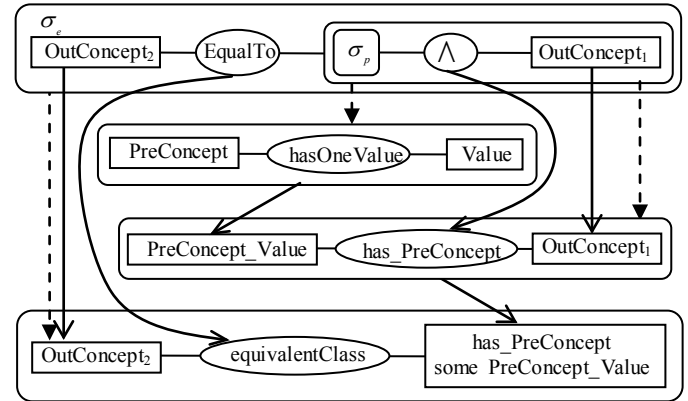 σₑ
OutConcept₂ EqualTo σₚ ∧ OutConcept₁
PreConcept hasOneValue Value
PreConcept_Value has_PreConcept OutConcept₁
OutConcept₂ equivalentClass has_PreConcept
some PreConcept_Value